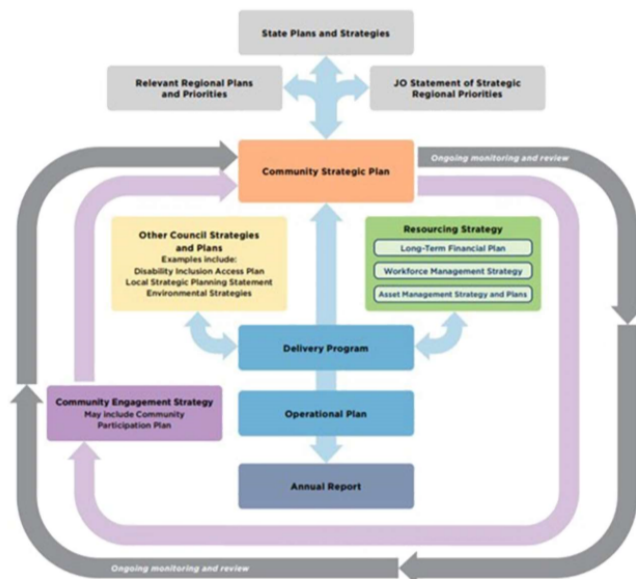 State Plans and Strategies
Relevant Regional Plans
and Priorities
JO Statement of Strategic
Regional Priorities
Community Strategic Plan
Ongoing monitoring and review
Other Council Strategies
and Plans
Examples include:
Disability Inclusion Access Plan
Local Strategic Planning Statement
Environmental Strategies
Resourcing Strategy
Long-Term Financial Plan
Workforce Management Strategy
Asset Management Strategy and Plans
Delivery Program
Community Engagement Strategy
May include Community
Participation Plan
Operational Plan
Annual Report
Ongoing monitoring and review